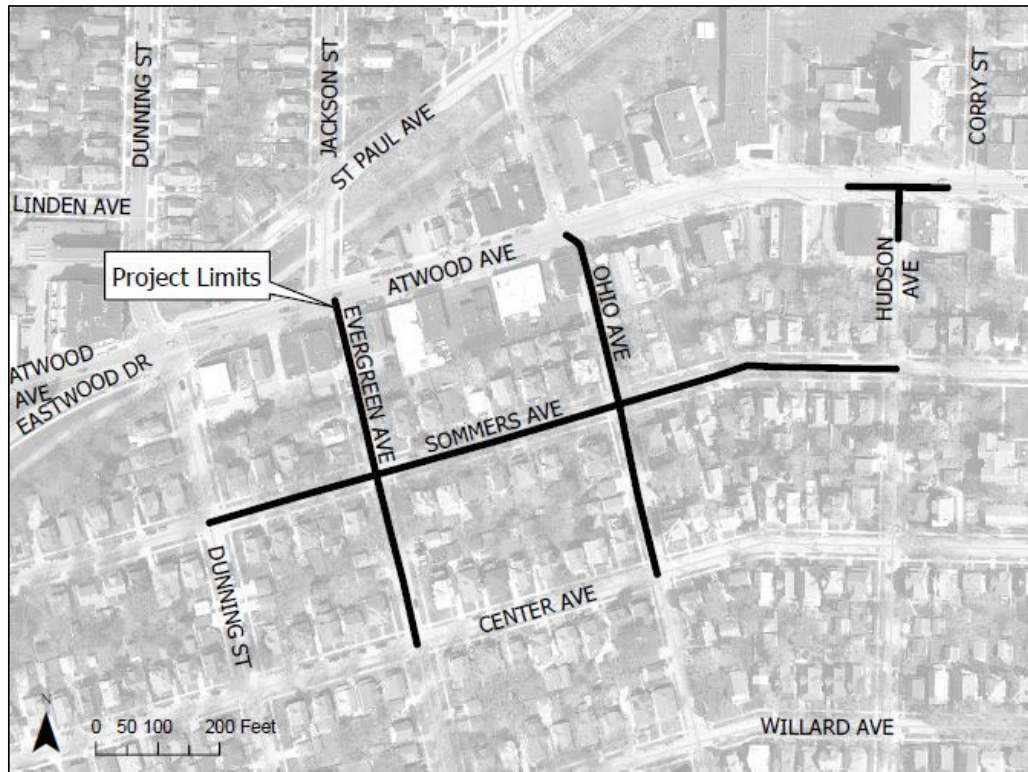 DUNNING ST
JACKSON ST
ST PAUL AVE
CORRY ST
LINDEN AVE
Project Limits
ATWOOD AVE
HUDSON
AVE
OHIO AVE
EVERGREEN AVE
ATWOOD
AVE
EASTWOOD DR
SOMMERS AVE
DUNNING ST
CENTER AVE
WILLARD AVE
N
0 50 100 200 Feet